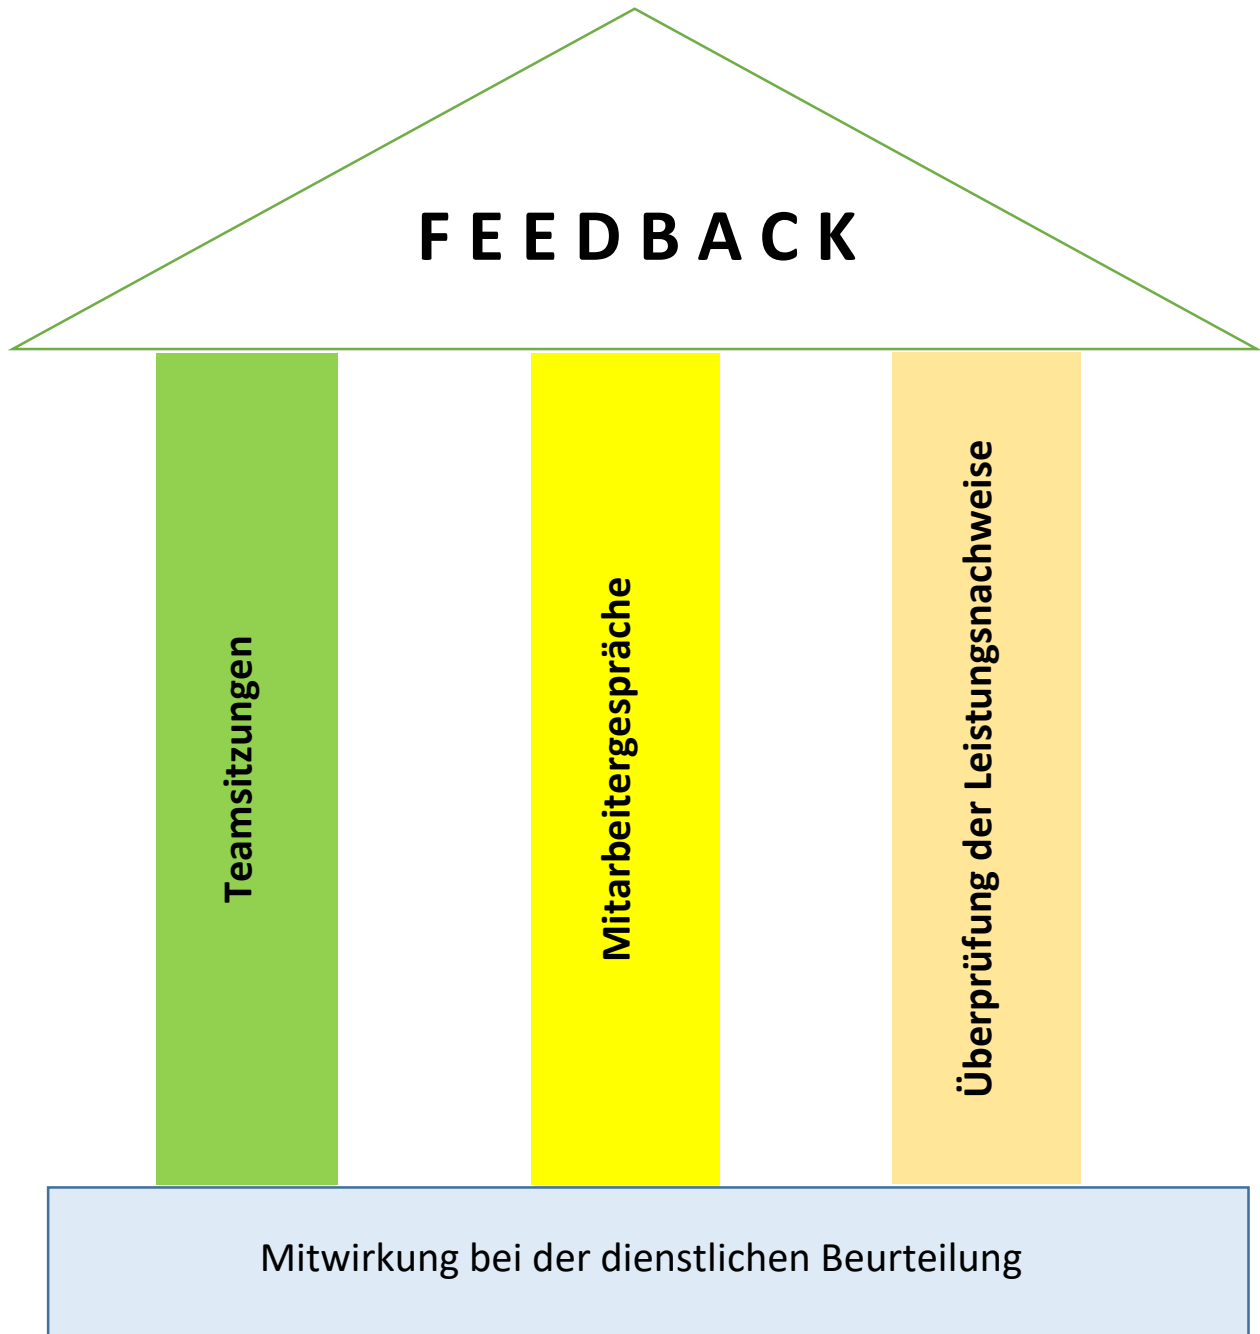 FEEDBACK
Teamsitzungen
Mitarbeitergespräche
Überprüfung der Leistungsnachweise
Mitwirkung bei der dienstlichen Beurteilung